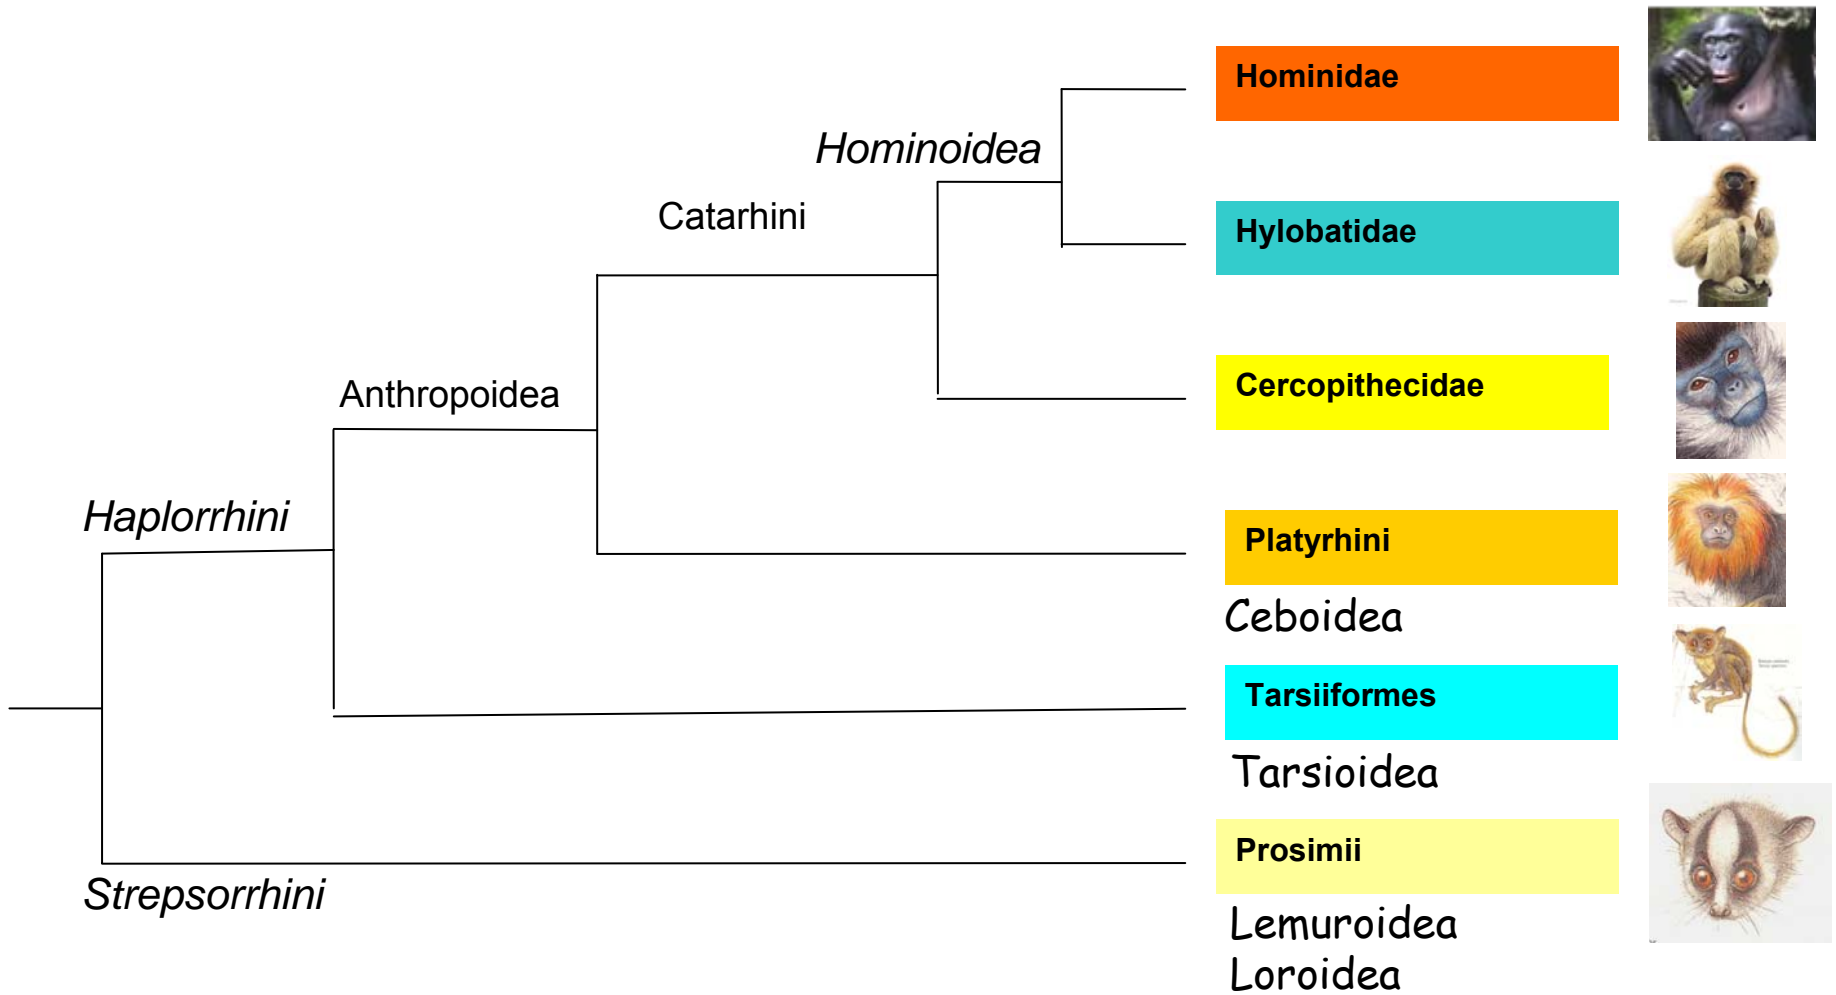 Hominidae
Hominoidea
Catarhini
Hylobatidae
Cercopithecidae
Anthropoidea
Haplorrhini
Platyrhini
Ceboidea
Tarsiiformes
Tarsioidea
Prosimii
Strepsorrhini
Lemuroidea
Loroidea